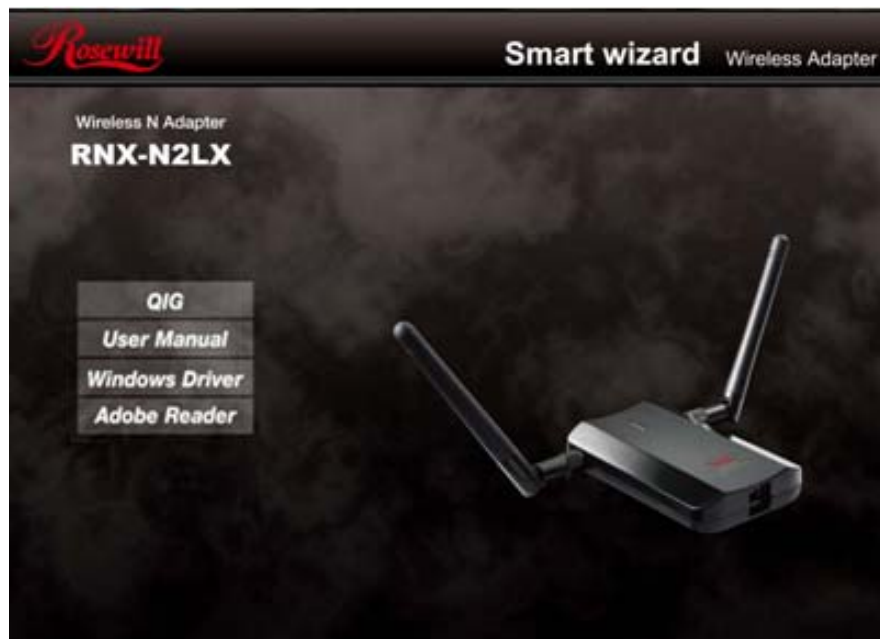 Rosewill
Smart wizard Wireless Adapter
Wireless N Adapter
RNX-N2LX
QIG
User Manual
Windows Driver
Adobe Reader